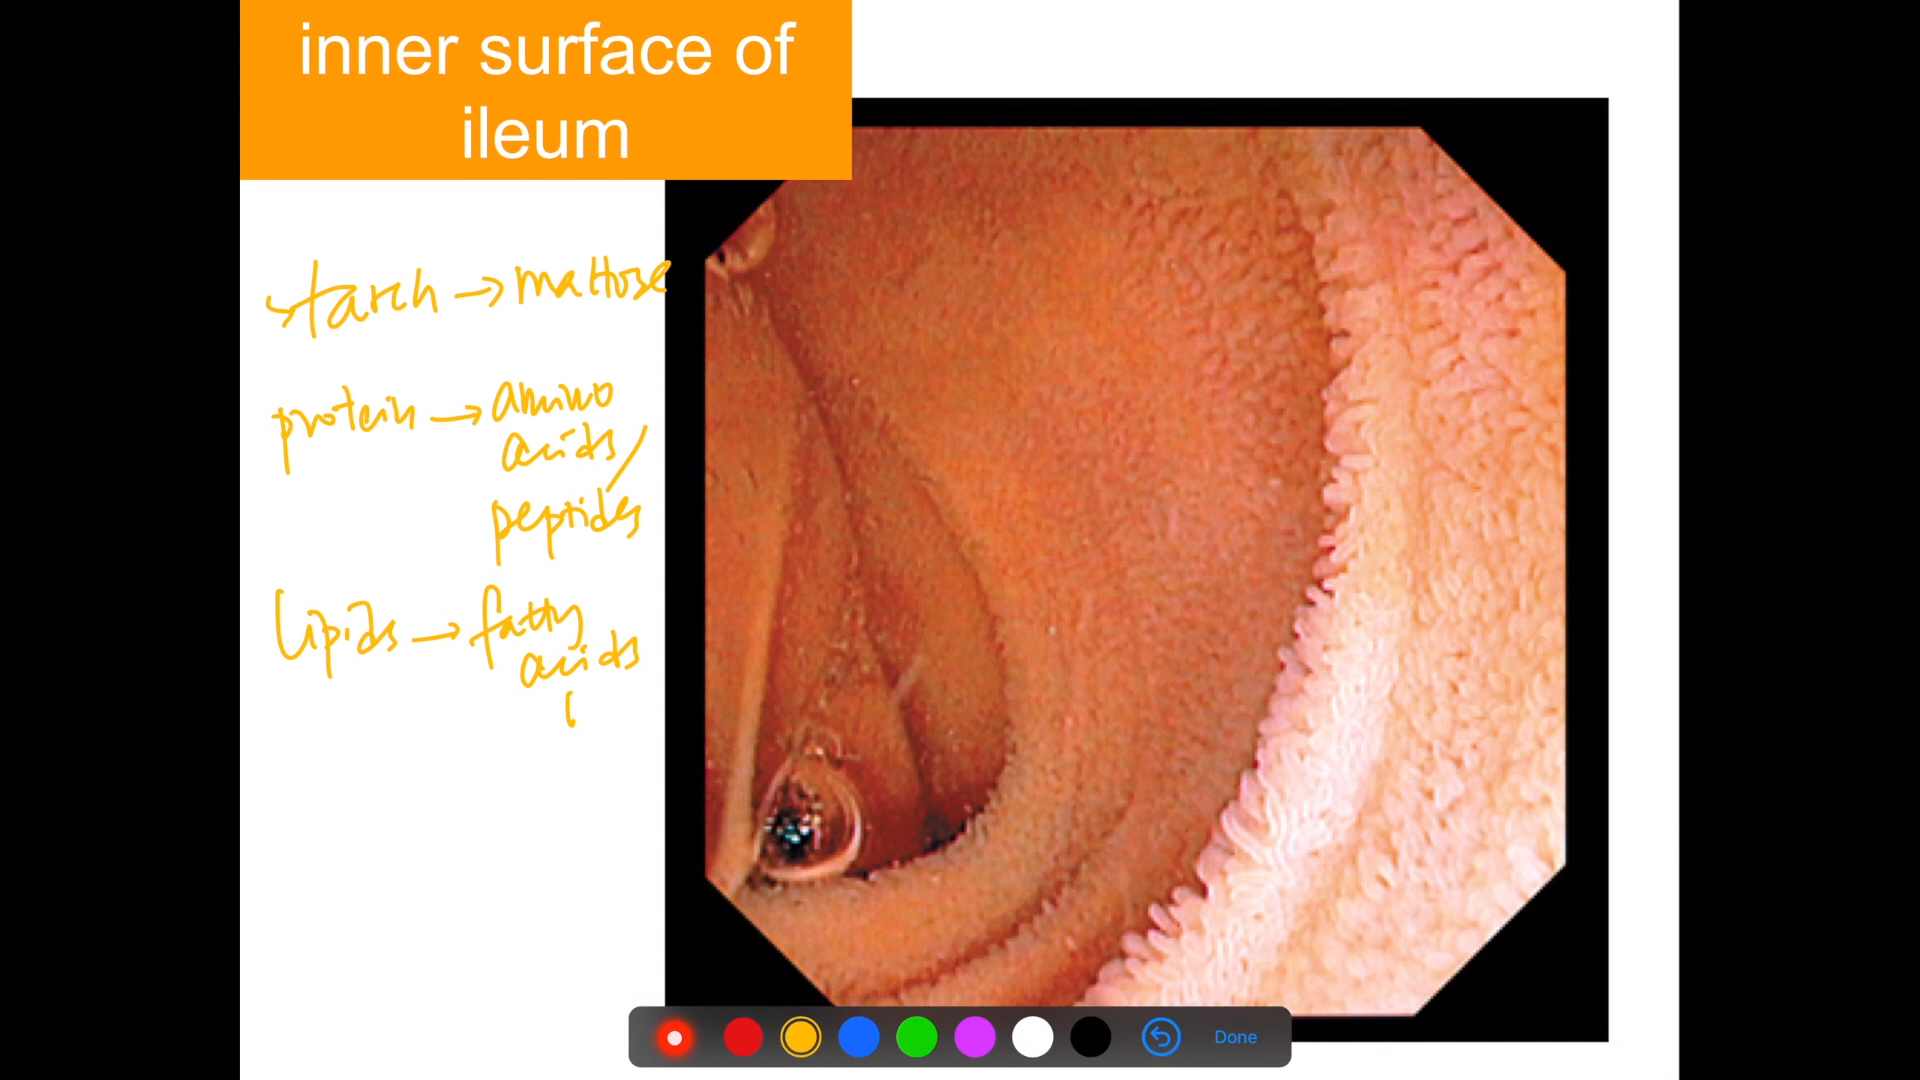 inner surface of
ileum
starch → maltose
protein → amino
acids/
peptides
lipids → fatty
acids
Done